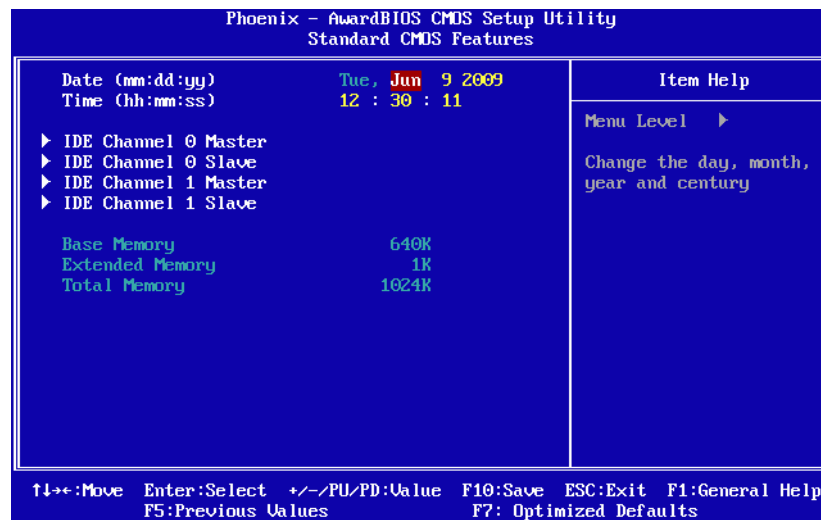 Phoenix – AwardBIOS CMOS Setup Utility
Standard CMOS Features
Date (mm:dd:yy) Tue, Jun 9 2009
Time (hh:mm:ss) 12 : 30 : 11
▶ IDE Channel 0 Master
▶ IDE Channel 0 Slave
▶ IDE Channel 1 Master
▶ IDE Channel 1 Slave
Base Memory 640K
Extended Memory 1K
Total Memory 1024K
Item Help
Menu Level ▶
Change the day, month,
year and century
↑↓→←:Move Enter:Select +/-/PU/PD:Value F10:Save ESC:Exit F1:General Help
F5:Previous Values F7: Optimized Defaults